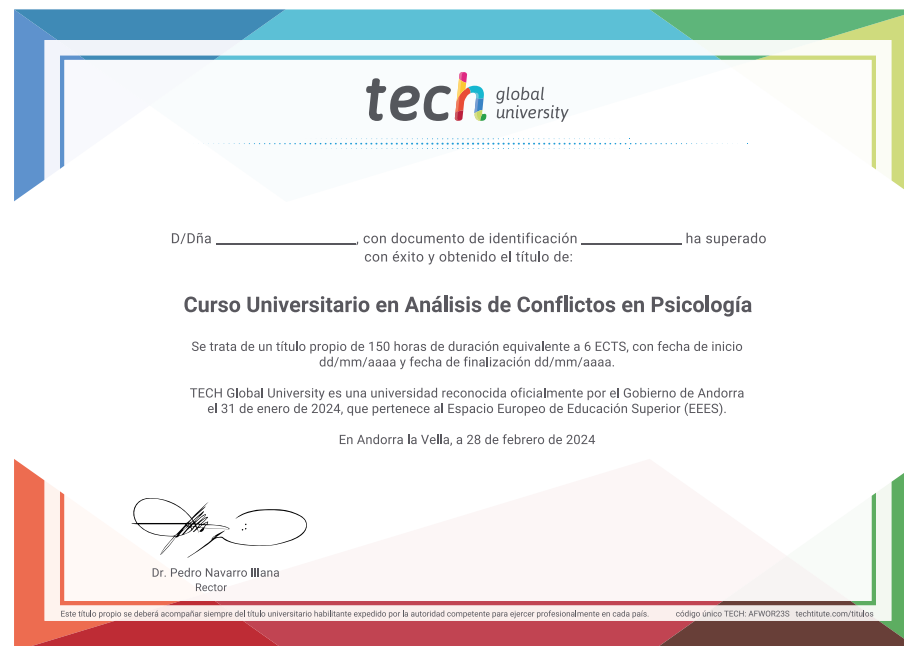 tech global university
D/Dña ____________________, con documento de identificación ______________ ha superado
con éxito y obtenido el título de:
Curso Universitario en Análisis de Conflictos en Psicología
Se trata de un título propio de 150 horas de duración equivalente a 6 ECTS, con fecha de inicio
dd/mm/aaaa y fecha de finalización dd/mm/aaaa.
TECH Global University es una universidad reconocida oficialmente por el Gobierno de Andorra
el 31 de enero de 2024, que pertenece al Espacio Europeo de Educación Superior (EEES).
En Andorra la Vella, a 28 de febrero de 2024
Dr. Pedro Navarro Illana
Rector
Este título propio se deberá acompañar siempre del título universitario habilitante expedido por la autoridad competente para ejercer profesionalmente en cada país. código único TECH: AFWOR23S techtitute.com/titulos